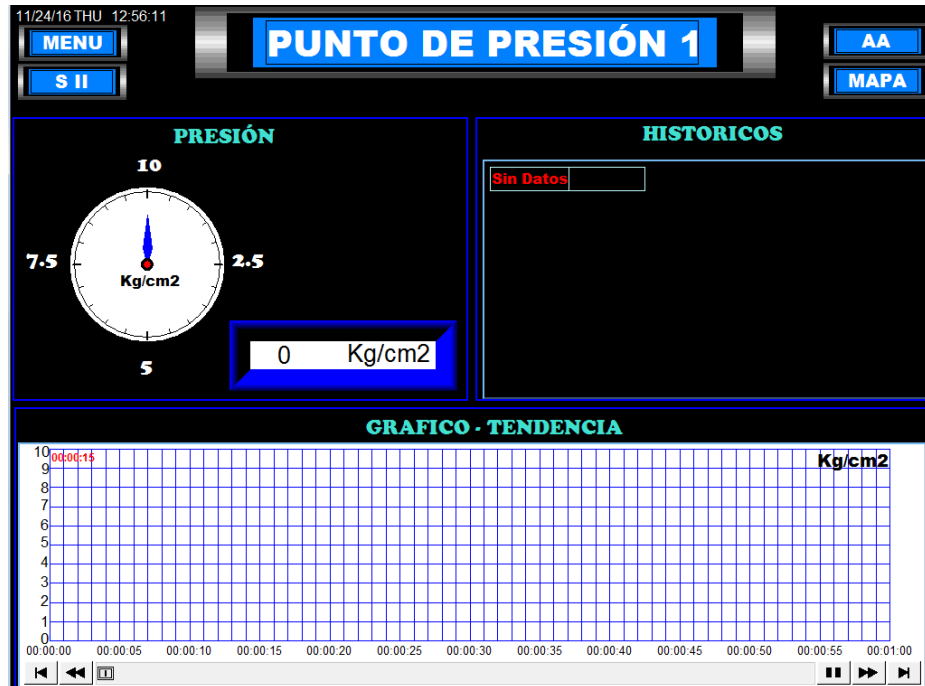 11/24/16 THU 12:56:11
MENU
S II
PUNTO DE PRESIÓN 1
AA
MAPA
PRESIÓN
10
7.5
2.5
Kg/cm2
5
0 Kg/cm2
HISTORICOS
Sin Datos
GRAFICO - TENDENCIA
00:00:15
Kg/cm2
10
9
8
7
6
5
4
3
2
1
0
00:00:00 00:00:05 00:00:10 00:00:15 00:00:20 00:00:25 00:00:30 00:00:35 00:00:40 00:00:45 00:00:50 00:00:55 00:01:00